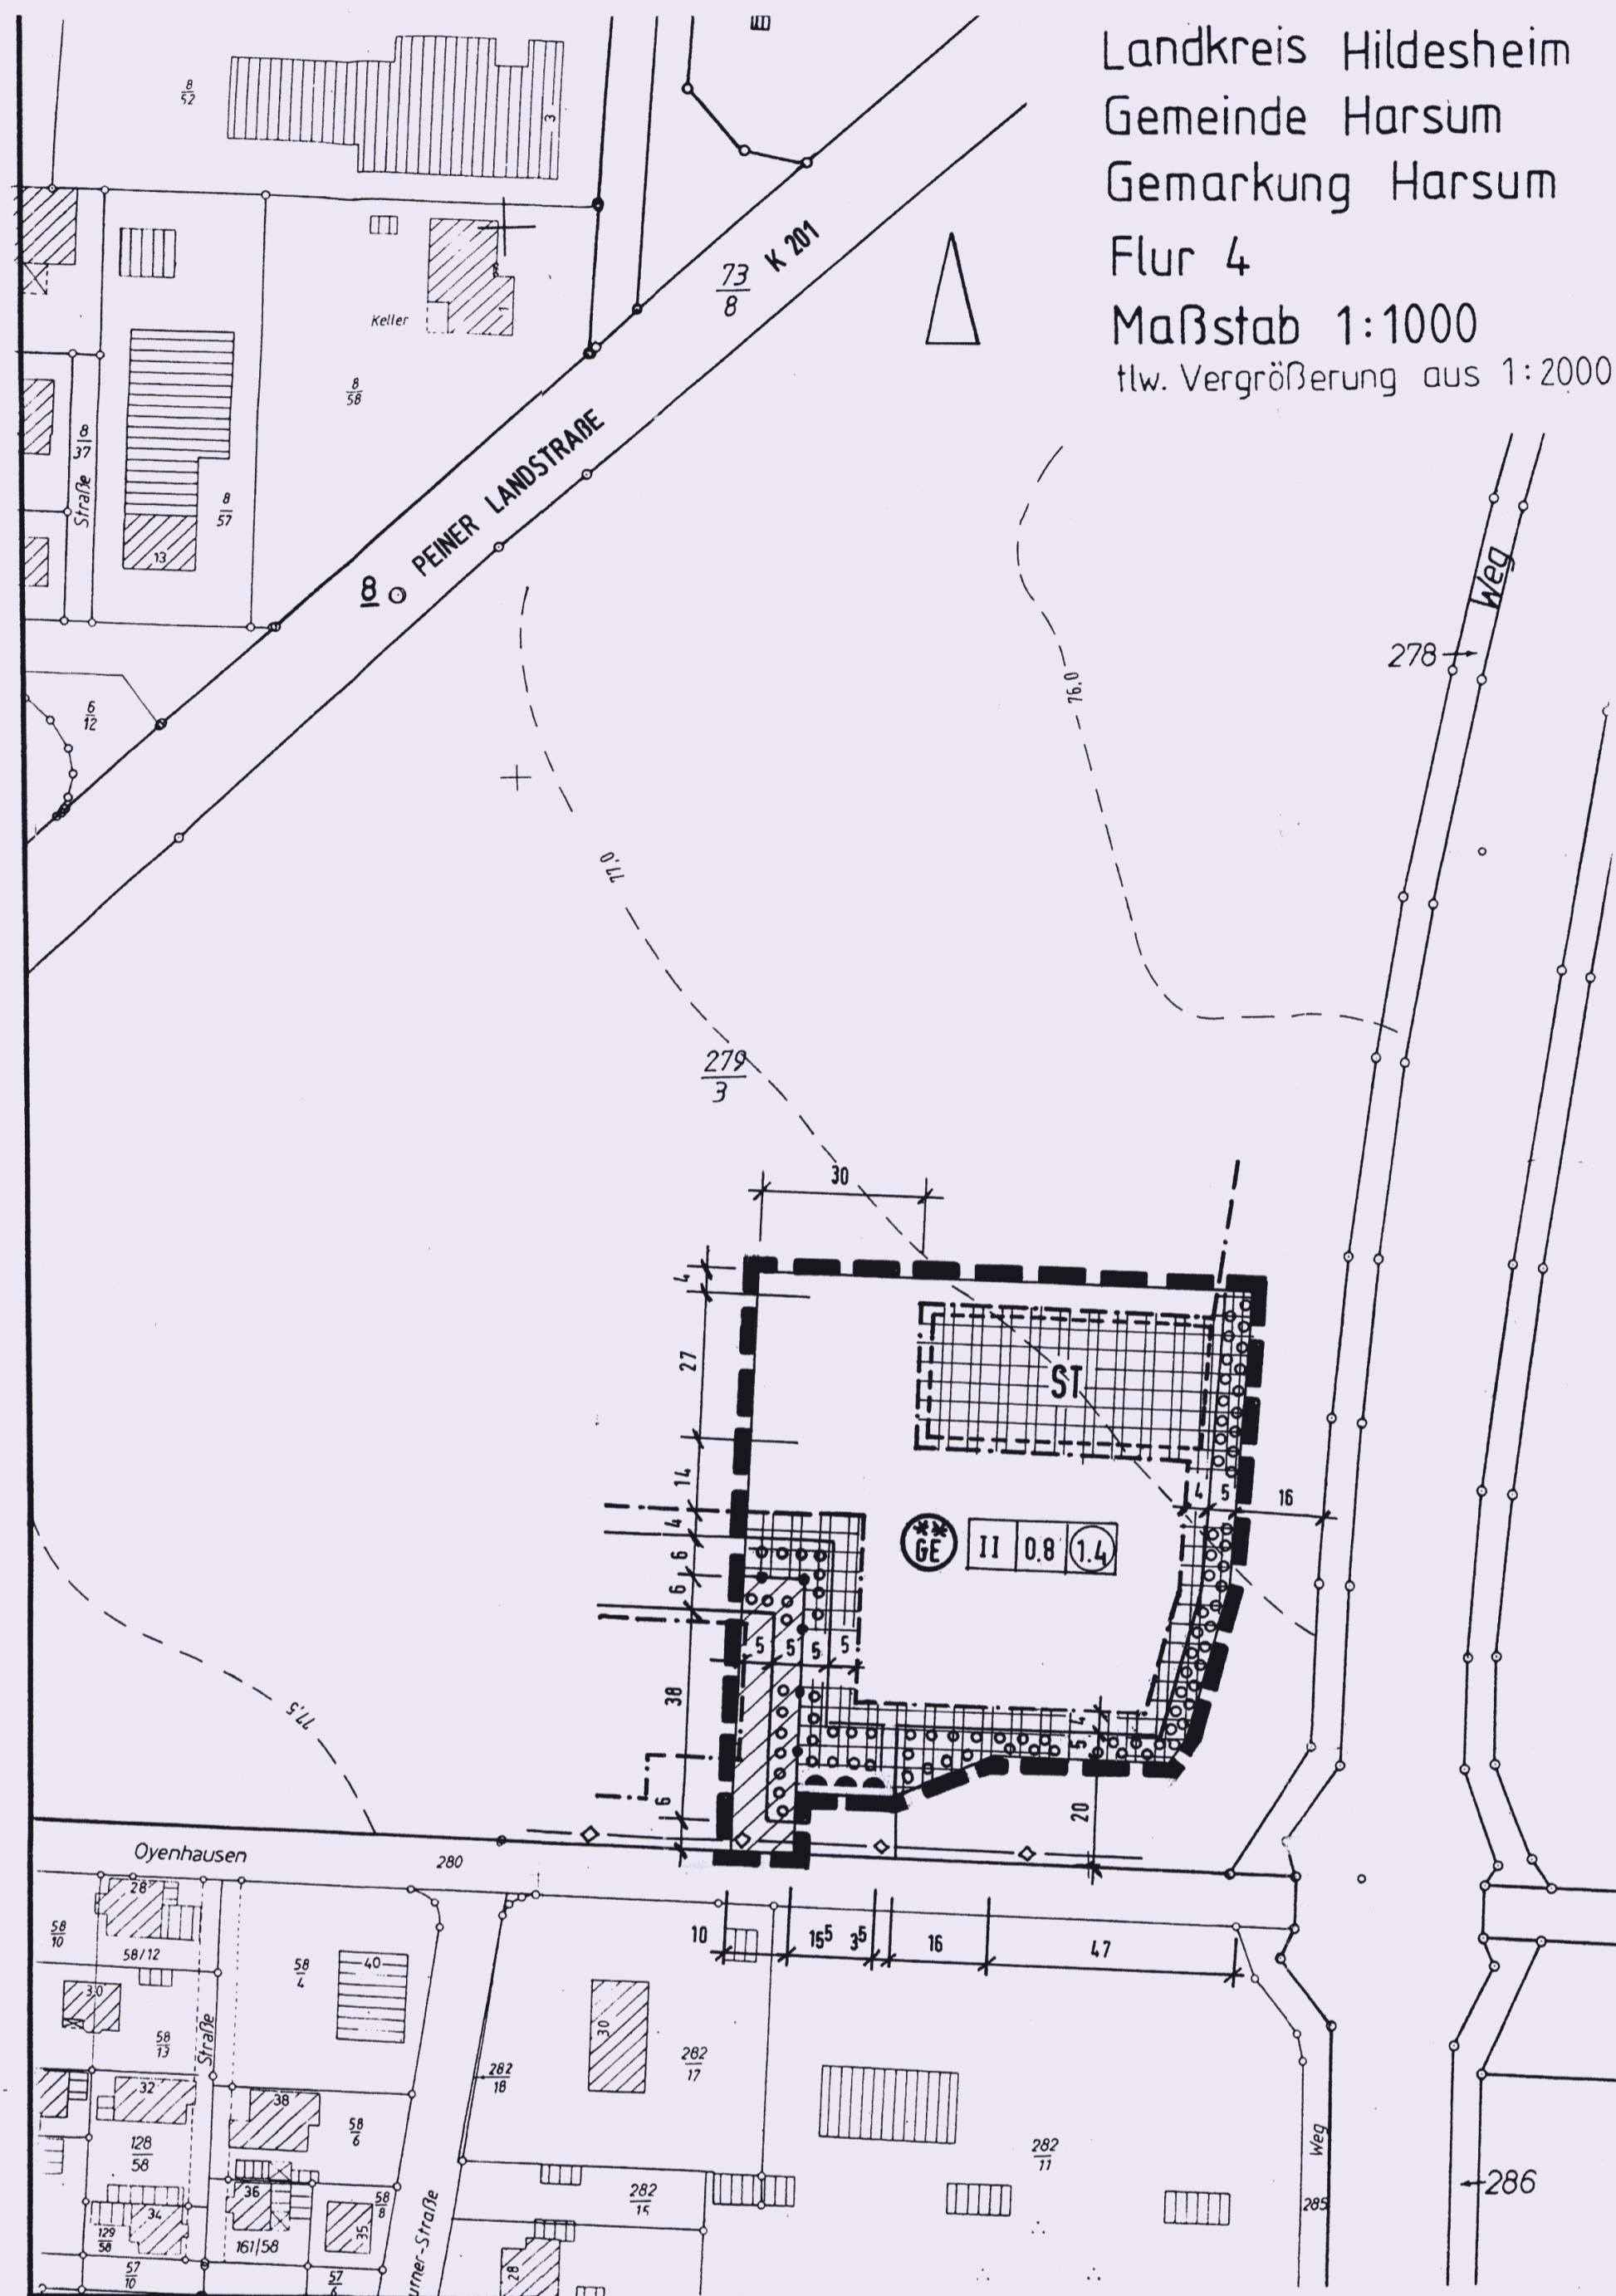 Landkreis Hildesheim
Gemeinde Harsum
Gemarkung Harsum
Flur 4
Maßstab 1:1000
tlw. Vergrößerung aus 1:2000
8/52
3
Keller
1
8/58
8/37
Straße
8/57
13
73/8
K 201
PEINER LANDSTRAßE
8
6/12
76,0
77,0
Weg
278
279/3
30
4
27
14
4
6
6
38
6
ST
4 5
16
** GE
II 0.8 1.4
5 5 5 5
4
5
20
77,5
Oyenhausen
280
10 15⁵ 3⁵ 16 47
28
58/10
58/12
58/4
40
30
58/13
Straße
32
38
58/6
128/58
36
34
58/8
35
129/58
161/58
57/10
57/
282/18
30
282/17
282/15
28
282/11
Weg
285
286
urner-Straße